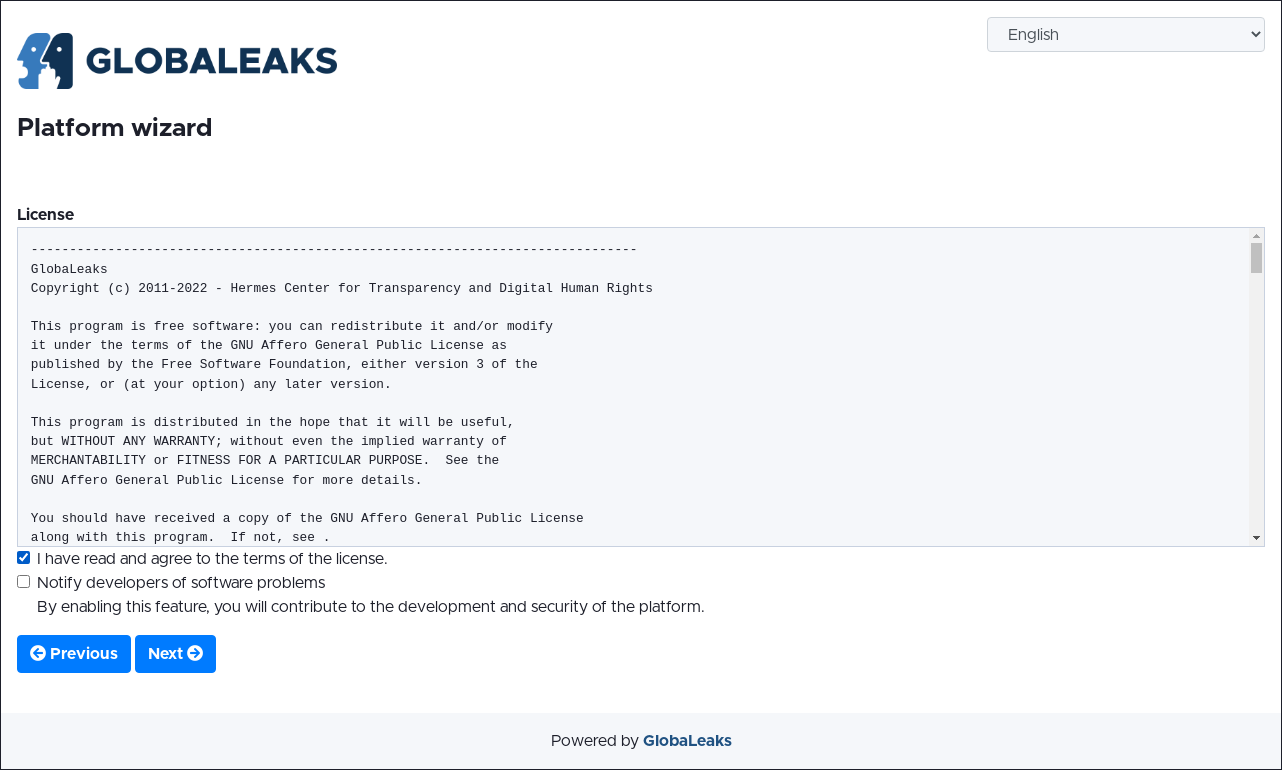 GLOBALEAKS
English
Platform wizard
License
-------------------------------------------------------------------------------
GlobaLeaks
Copyright (c) 2011-2022 - Hermes Center for Transparency and Digital Human Rights
This program is free software: you can redistribute it and/or modify
it under the terms of the GNU Affero General Public License as
published by the Free Software Foundation, either version 3 of the
License, or (at your option) any later version.
This program is distributed in the hope that it will be useful,
but WITHOUT ANY WARRANTY; without even the implied warranty of
MERCHANTABILITY or FITNESS FOR A PARTICULAR PURPOSE.  See the
GNU Affero General Public License for more details.
You should have received a copy of the GNU Affero General Public License
along with this program.  If not, see .
I have read and agree to the terms of the license.
Notify developers of software problems
By enabling this feature, you will contribute to the development and security of the platform.
Previous Next
Powered by GlobaLeaks